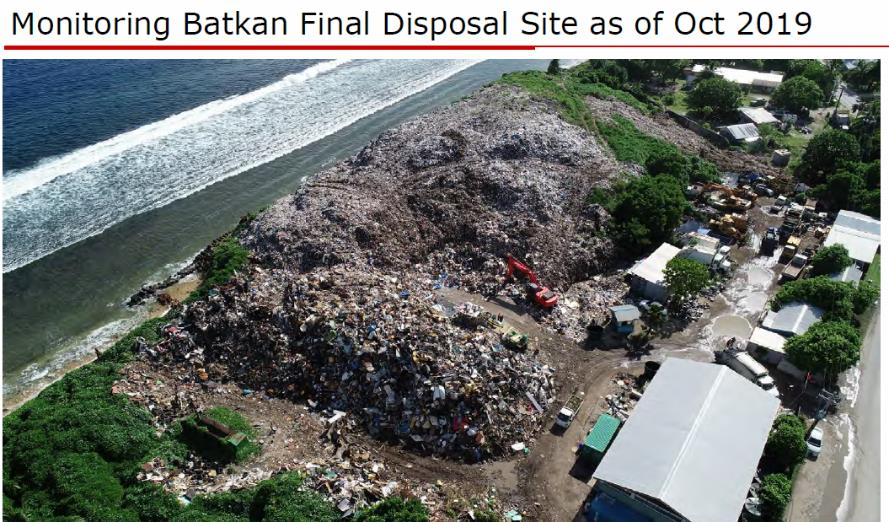 Monitoring Batkan Final Disposal Site as of Oct 2019